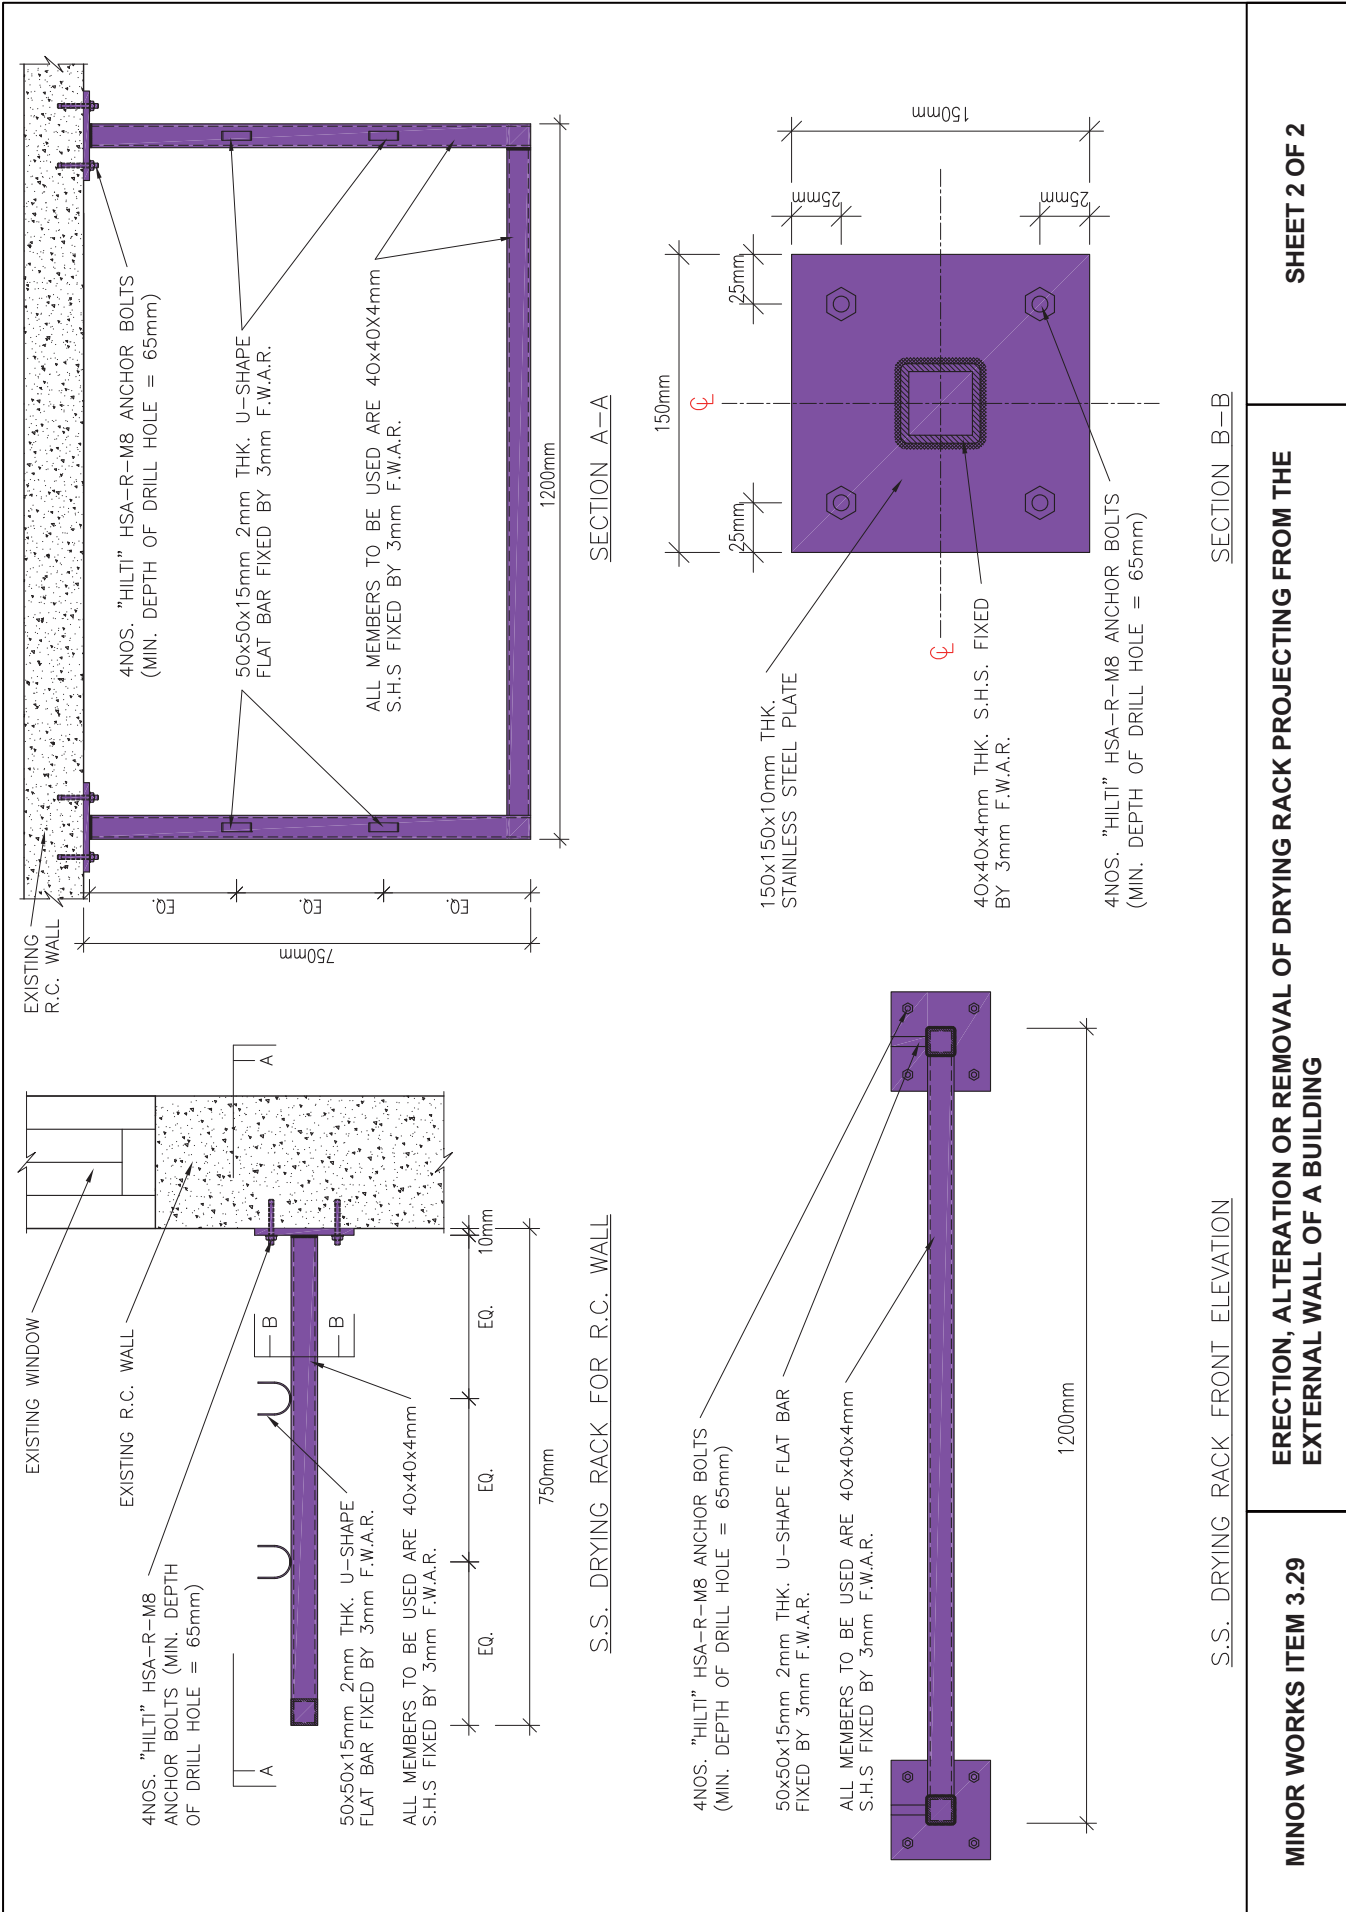 EXISTING WINDOW
EXISTING R.C. WALL
4NOS. "HILTI" HSA-R-M8
ANCHOR BOLTS (MIN. DEPTH
OF DRILL HOLE = 65mm)
A
A
B
B
50x50x15mm 2mm THK. U-SHAPE
FLAT BAR FIXED BY 3mm F.W.A.R.
ALL MEMBERS TO BE USED ARE 40x40x4mm
S.H.S FIXED BY 3mm F.W.A.R.
EQ.
EQ.
EQ.
10mm
750mm
S.S. DRYING RACK FOR R.C. WALL
EXISTING
R.C. WALL
4NOS. "HILTI" HSA-R-M8 ANCHOR BOLTS
(MIN. DEPTH OF DRILL HOLE = 65mm)
50x50x15mm 2mm THK. U-SHAPE
FLAT BAR FIXED BY 3mm F.W.A.R.
ALL MEMBERS TO BE USED ARE 40x40X4mm
S.H.S FIXED BY 3mm F.W.A.R.
EQ.
EQ.
EQ.
750mm
1200mm
SECTION A-A
4NOS. "HILTI" HSA-R-M8 ANCHOR BOLTS
(MIN. DEPTH OF DRILL HOLE = 65mm)
50x50x15mm 2mm THK. U-SHAPE FLAT BAR
FIXED BY 3mm F.W.A.R.
ALL MEMBERS TO BE USED ARE 40x40x4mm
S.H.S FIXED BY 3mm F.W.A.R.
1200mm
S.S. DRYING RACK FRONT ELEVATION
150x150x10mm THK.
STAINLESS STEEL PLATE
40x40x4mm THK. S.H.S. FIXED
BY 3mm F.W.A.R.
4NOS. "HILTI" HSA-R-M8 ANCHOR BOLTS
(MIN. DEPTH OF DRILL HOLE = 65mm)
150mm
25mm
25mm
℄
℄
25mm
25mm
150mm
SECTION B-B
MINOR WORKS ITEM 3.29
ERECTION, ALTERATION OR REMOVAL OF DRYING RACK PROJECTING FROM THE
EXTERNAL WALL OF A BUILDING
SHEET 2 OF 2